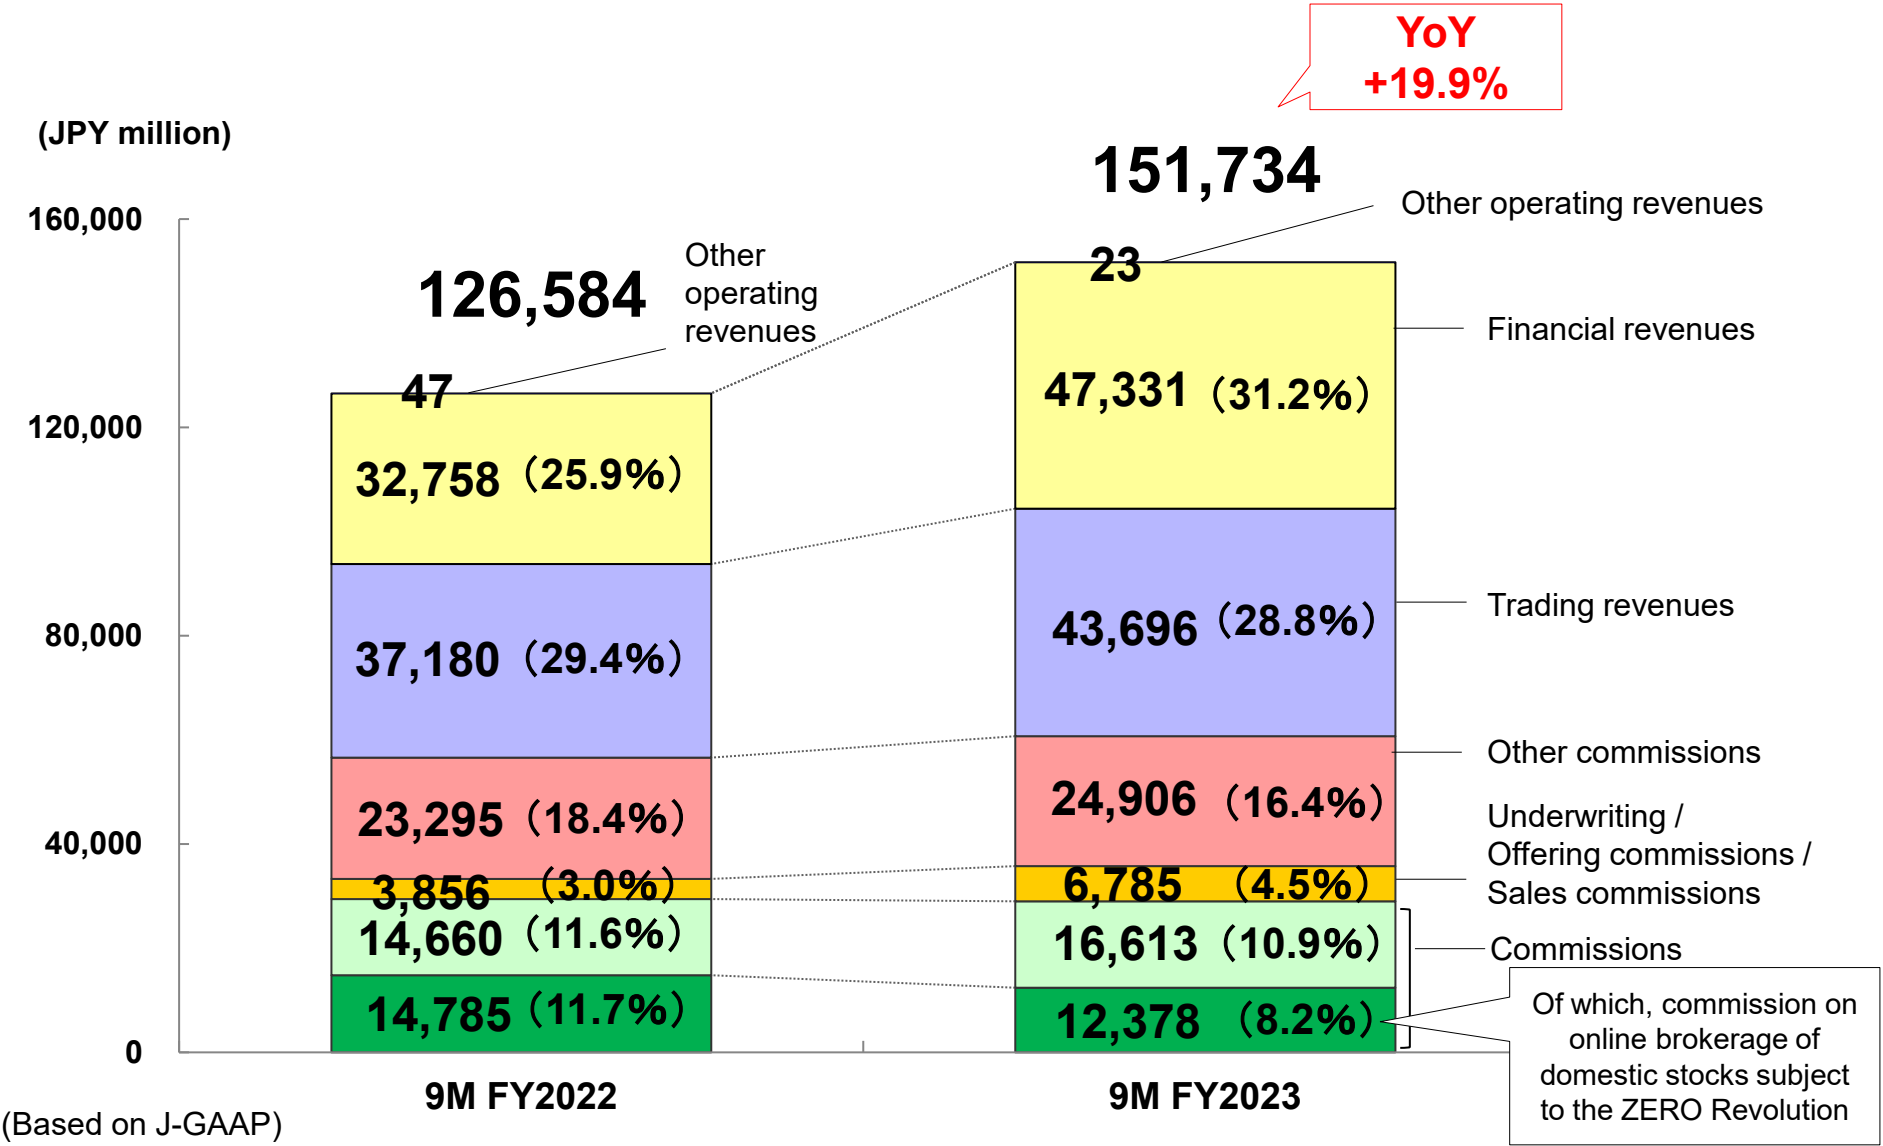 YoY
+19.9%
(JPY million)
151,734
Other operating revenues
160,000
23
Other
operating
revenues
126,584
Financial revenues
47
47,331（31.2%）
120,000
32,758（25.9%）
Trading revenues
43,696（28.8%）
80,000
37,180（29.4%）
Other commissions
24,906（16.4%）
23,295（18.4%）
Underwriting /
Offering commissions /
Sales commissions
40,000
3,856（3.0%）
6,785（4.5%）
14,660（11.6%）
16,613（10.9%）
Commissions
14,785（11.7%）
12,378（8.2%）
Of which, commission on
online brokerage of
domestic stocks subject
to the ZERO Revolution
0
9M FY2022
9M FY2023
(Based on J-GAAP)